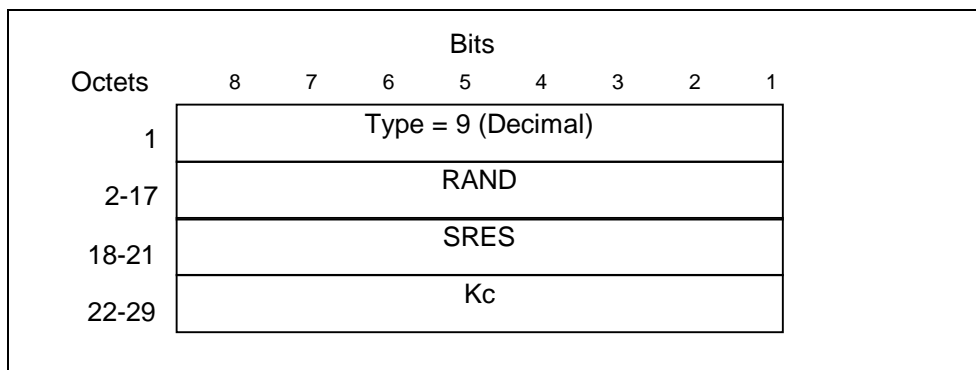 Bits
Octets 8 7 6 5 4 3 2 1
1 Type = 9 (Decimal)
2-17 RAND
18-21 SRES
22-29 Kc